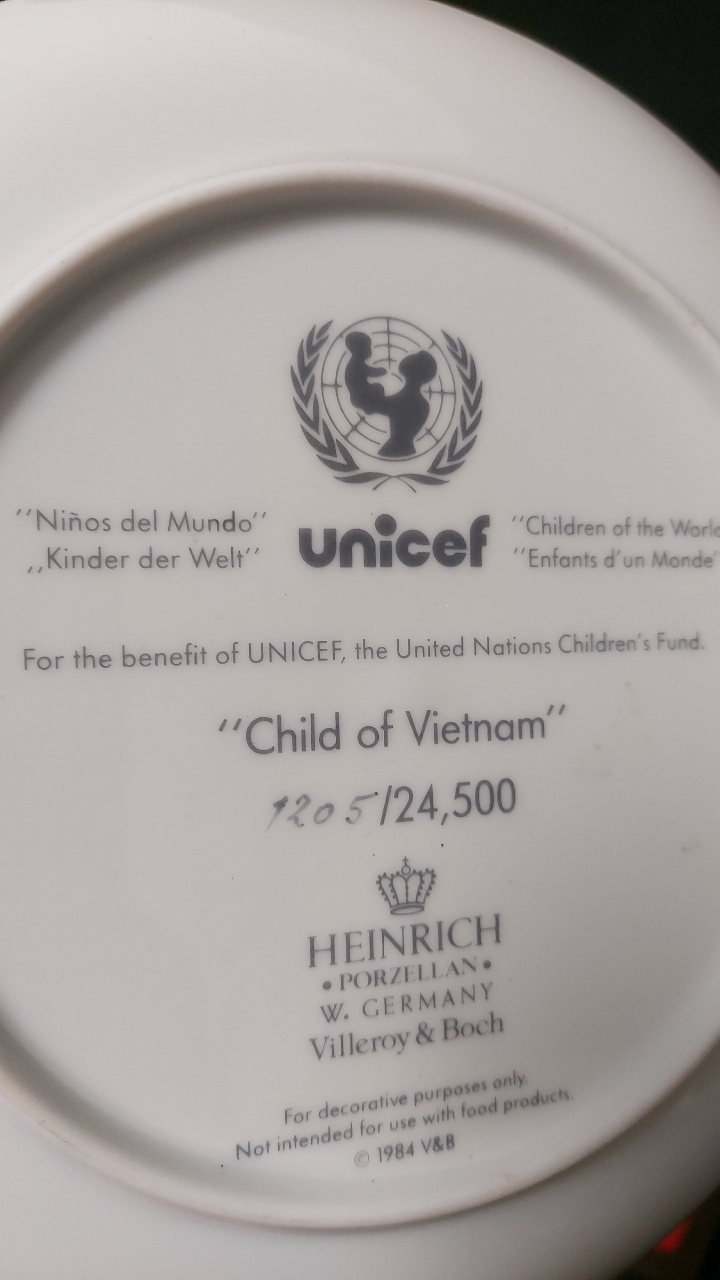 ''Niños del Mundo''
,,Kinder der Welt''
unicef
''Children of the World
''Enfants d'un Monde''
For the benefit of UNICEF, the United Nations Children's Fund.
''Child of Vietnam''
1205/24,500
HEINRICH
• PORZELLAN •
W. GERMANY
Villeroy & Boch
For decorative purposes only.
Not intended for use with food products.
© 1984 V&B